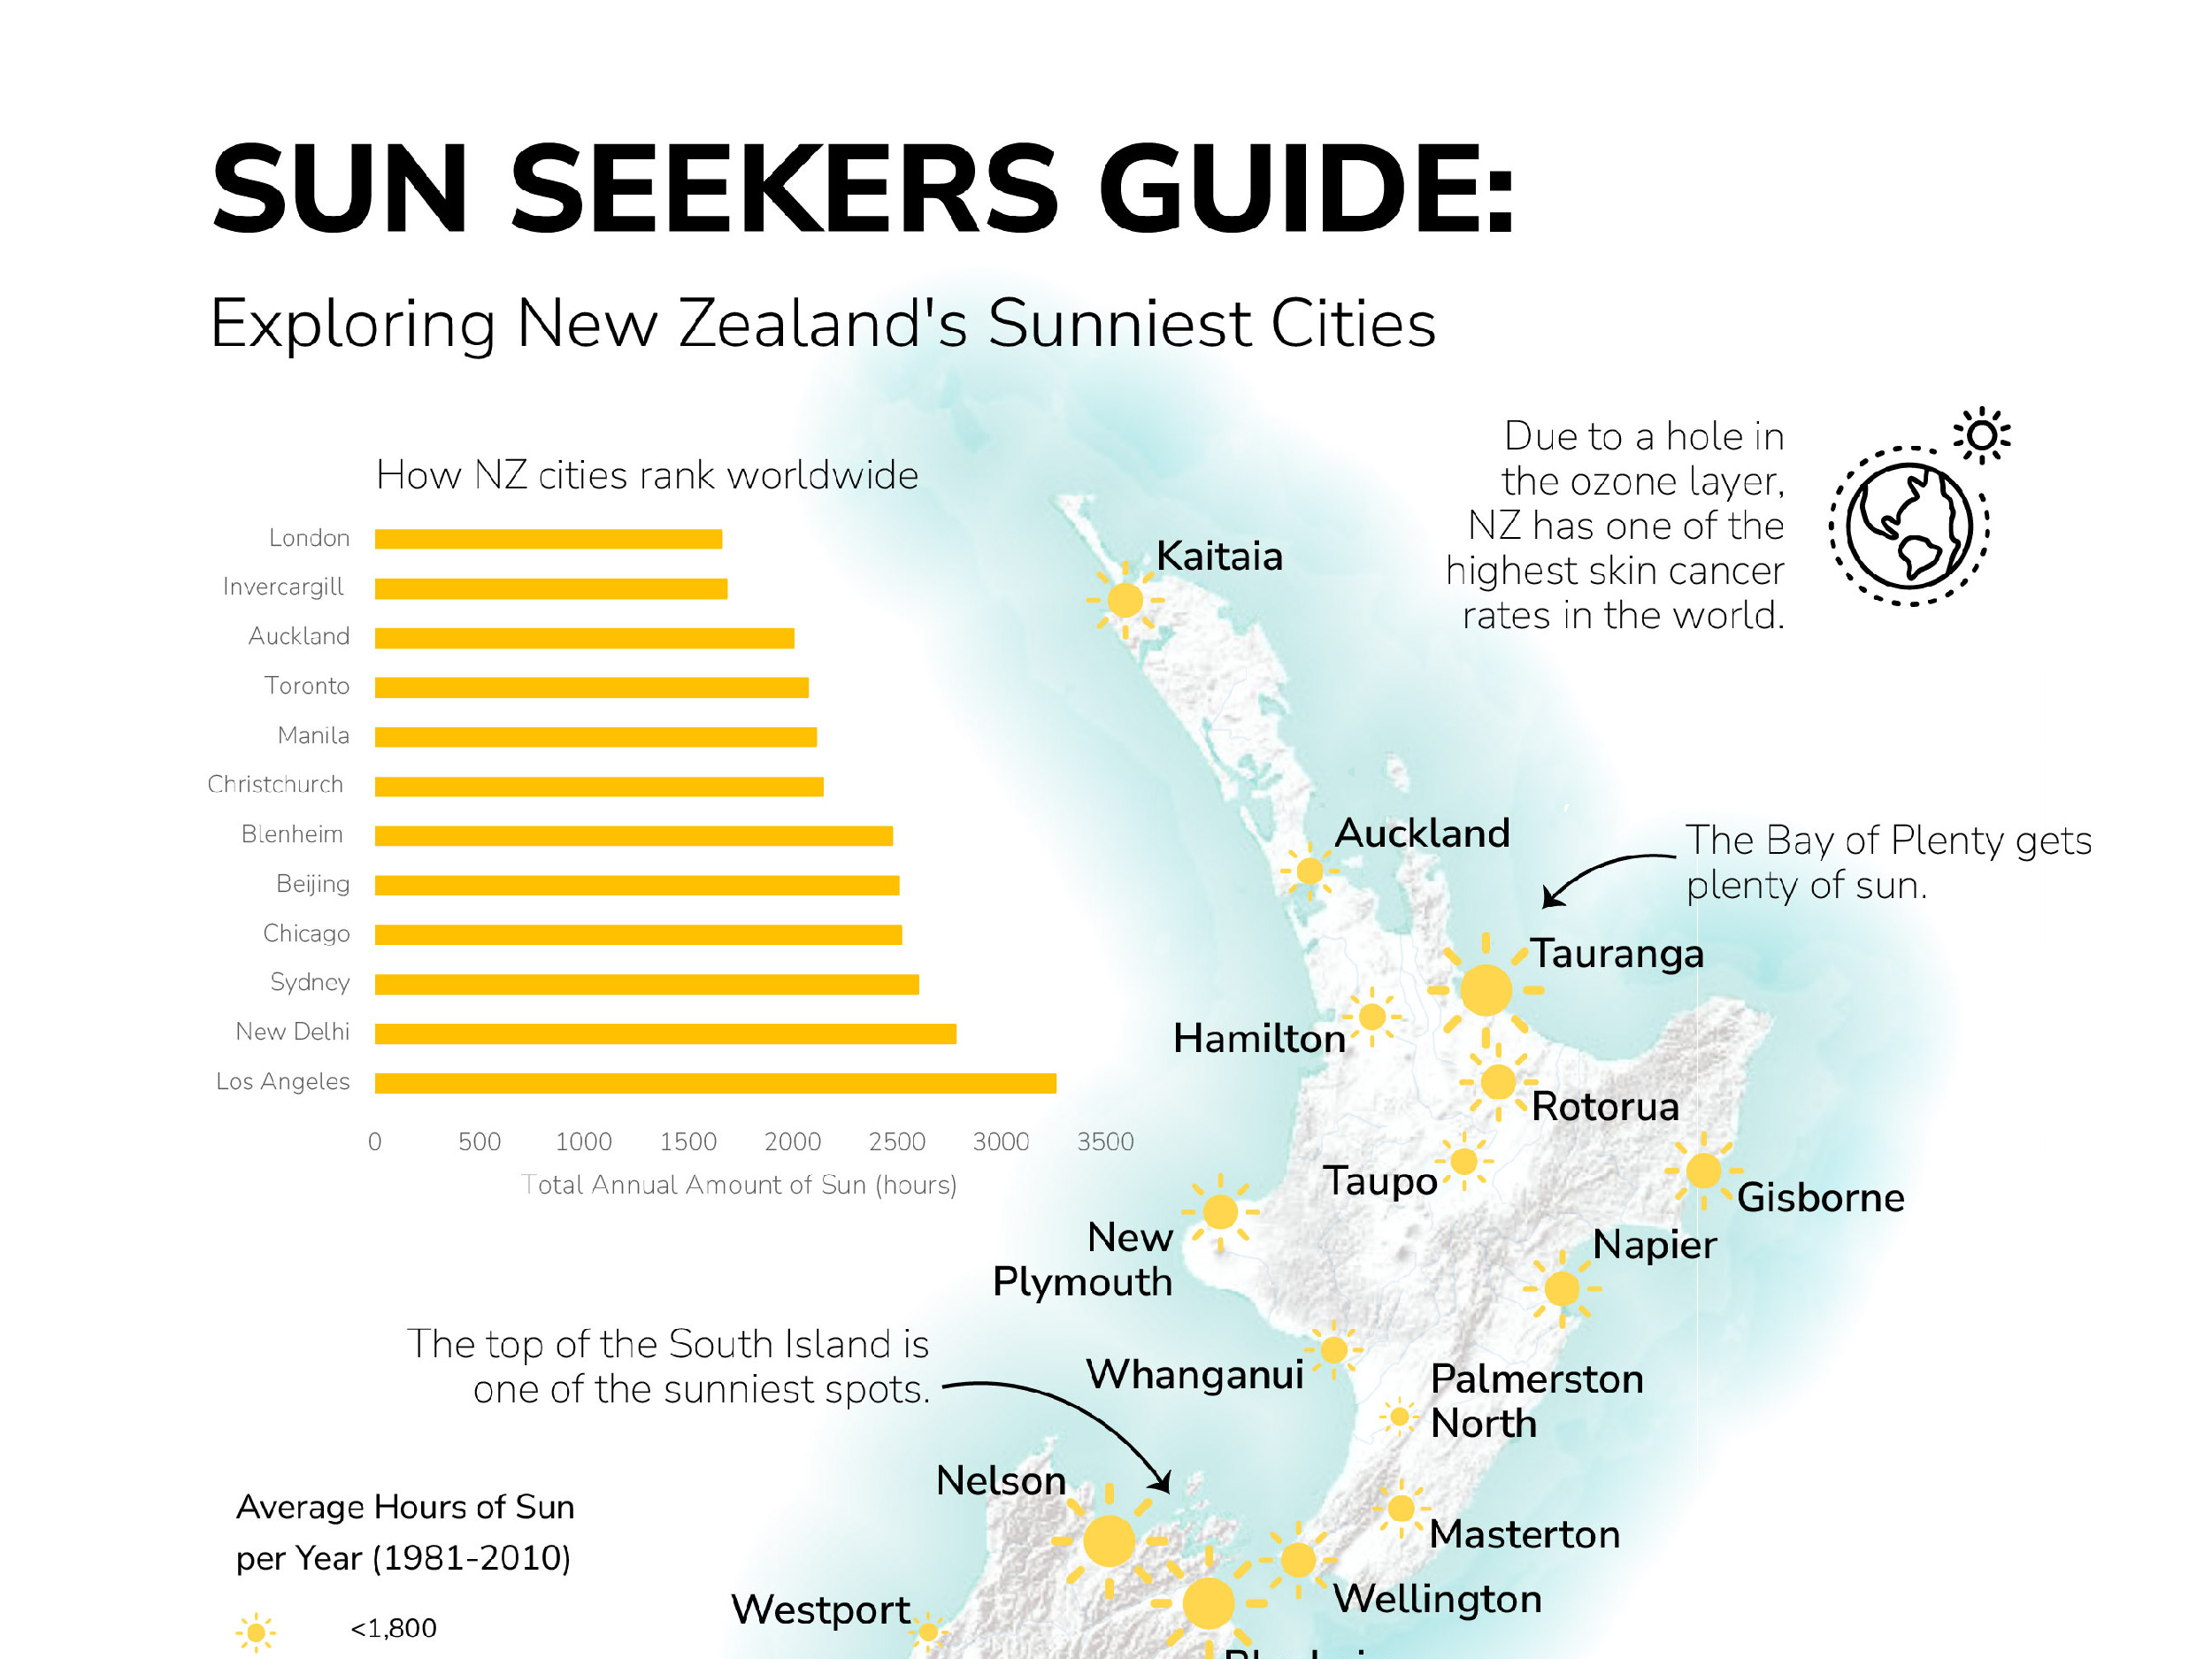 SUN SEEKERS GUIDE:
Exploring New Zealand's Sunniest Cities
How NZ cities rank worldwide
London
Invercargill
Auckland
Toronto
Manila
Christchurch
Blenheim
Beijing
Chicago
Sydney
New Delhi
Los Angeles
0 500 1000 1500 2000 2500 3000 3500
Total Annual Amount of Sun (hours)
Due to a hole in
the ozone layer,
NZ has one of the
highest skin cancer
rates in the world.
Kaitaia
Auckland
The Bay of Plenty gets
plenty of sun.
Tauranga
Hamilton
Rotorua
Taupo
Gisborne
New
Plymouth
Napier
The top of the South Island is
one of the sunniest spots.
Whanganui
Palmerston
North
Nelson
Masterton
Wellington
Westport
Average Hours of Sun
per Year (1981-2010)
<1,800